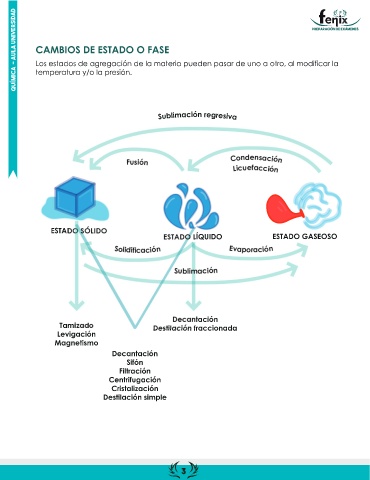 QUÍMICA - AULA UNIVERSIDAD
fenix
PREPARACIÓN DE EXÁMENES
CAMBIOS DE ESTADO O FASE
Los estados de agregación de la materia pueden pasar de uno a otro, al modificar la
temperatura y/o la presión.
Sublimación regresiva
Fusión
Condensación
Licuefacción
ESTADO SÓLIDO
ESTADO LÍQUIDO
ESTADO GASEOSO
Solidificación
Evaporación
Sublimación
Tamizado
Levigación
Magnetismo
Decantación
Destilación fraccionada
Decantación
Sifón
Filtración
Centrifugación
Cristalización
Destilación simple
3